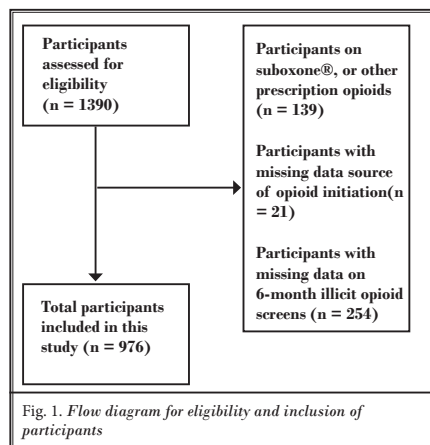 Participants
assessed for
eligibility
(n = 1390)
Participants on
suboxone®, or other
prescription opioids
(n = 139)
Participants with
missing data source
of opioid initiation(n
= 21)
Participants with
missing data on
6-month illicit opioid
screens (n = 254)
Total participants
included in this
study (n = 976)
Fig. 1. Flow diagram for eligibility and inclusion of
participants